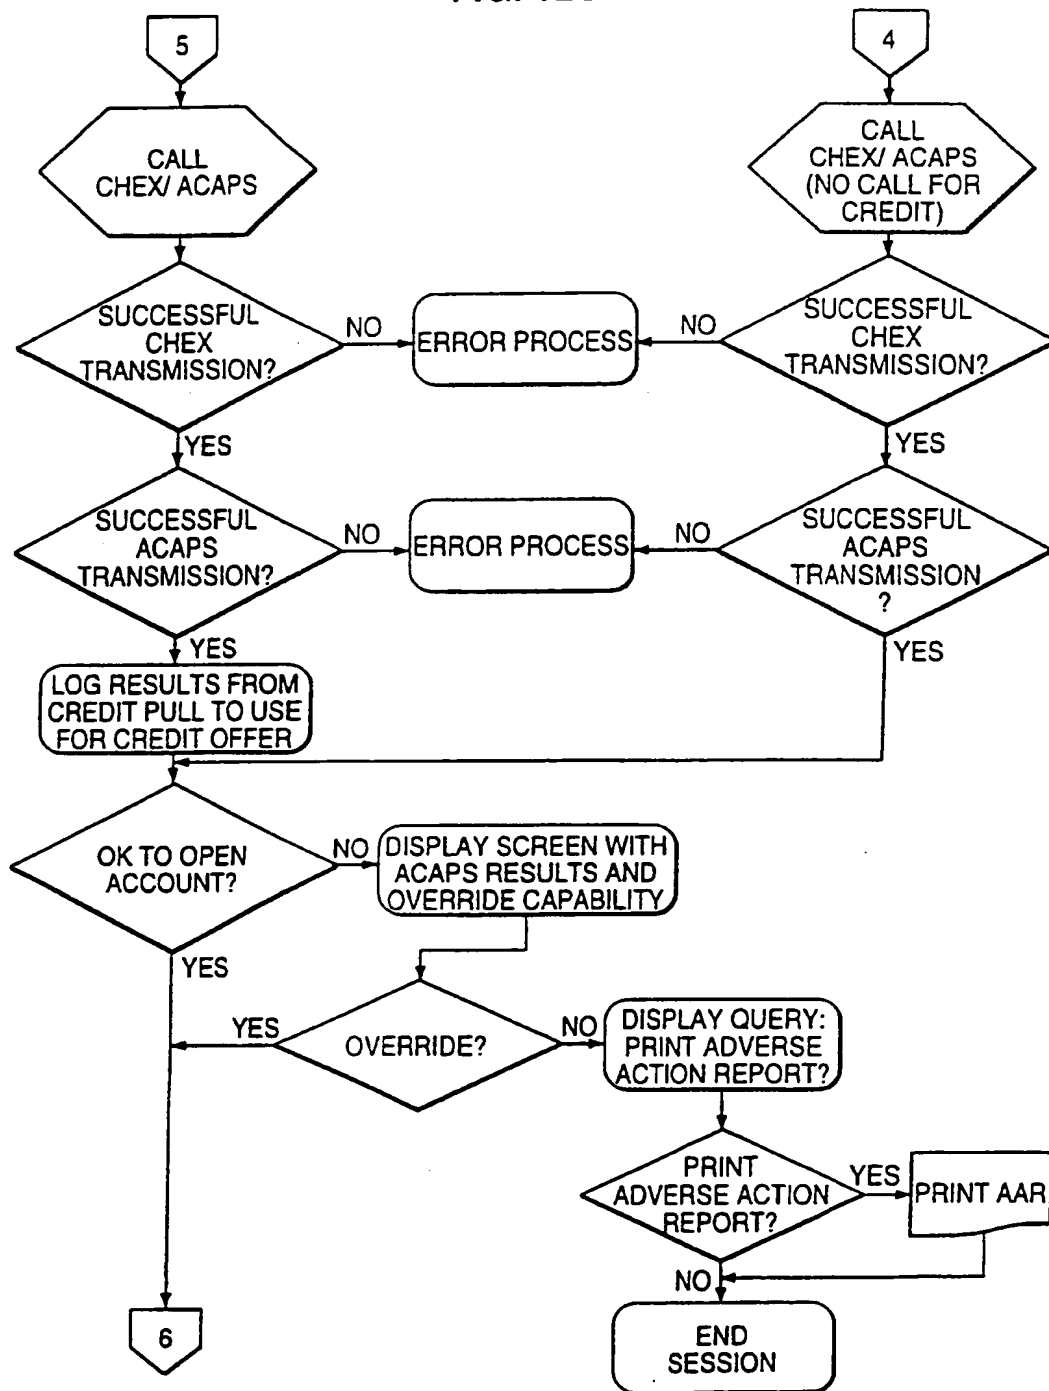 5
4
CALL
CHEX/ ACAPS
CALL
CHEX/ ACAPS
(NO CALL FOR
CREDIT)
SUCCESSFUL
CHEX
TRANSMISSION?
NO
ERROR PROCESS
NO
SUCCESSFUL
CHEX
TRANSMISSION?
YES
YES
SUCCESSFUL
ACAPS
TRANSMISSION?
NO
ERROR PROCESS
NO
SUCCESSFUL
ACAPS
TRANSMISSION
?
YES
YES
LOG RESULTS FROM
CREDIT PULL TO USE
FOR CREDIT OFFER
OK TO OPEN
ACCOUNT?
NO
DISPLAY SCREEN WITH
ACAPS RESULTS AND
OVERRIDE CAPABILITY
YES
YES
OVERRIDE?
NO
DISPLAY QUERY:
PRINT ADVERSE
ACTION REPORT?
PRINT
ADVERSE ACTION
REPORT?
YES
PRINT AAR
NO
6
END
SESSION